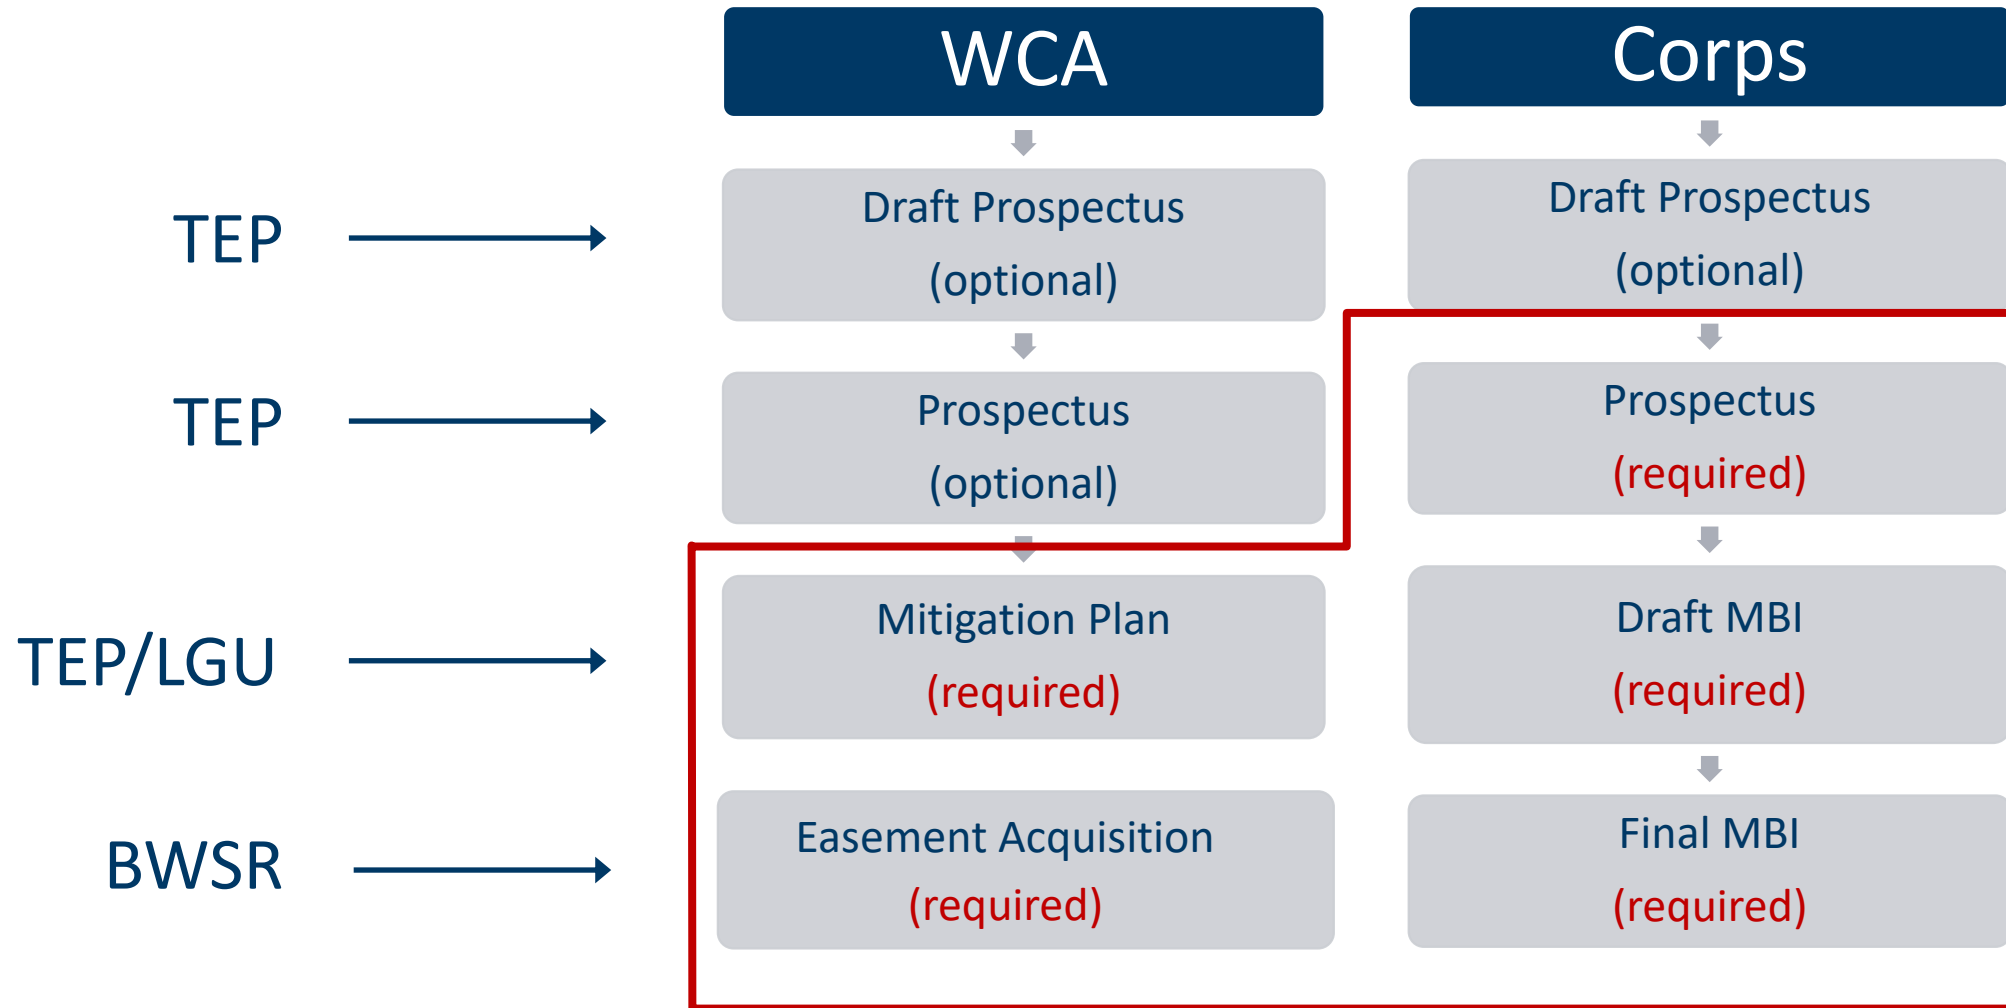 WCA
Corps
TEP
Draft Prospectus
(optional)
Draft Prospectus
(optional)
TEP
Prospectus
(optional)
Prospectus
(required)
TEP/LGU
Mitigation Plan
(required)
Draft MBI
(required)
BWSR
Easement Acquisition
(required)
Final MBI
(required)